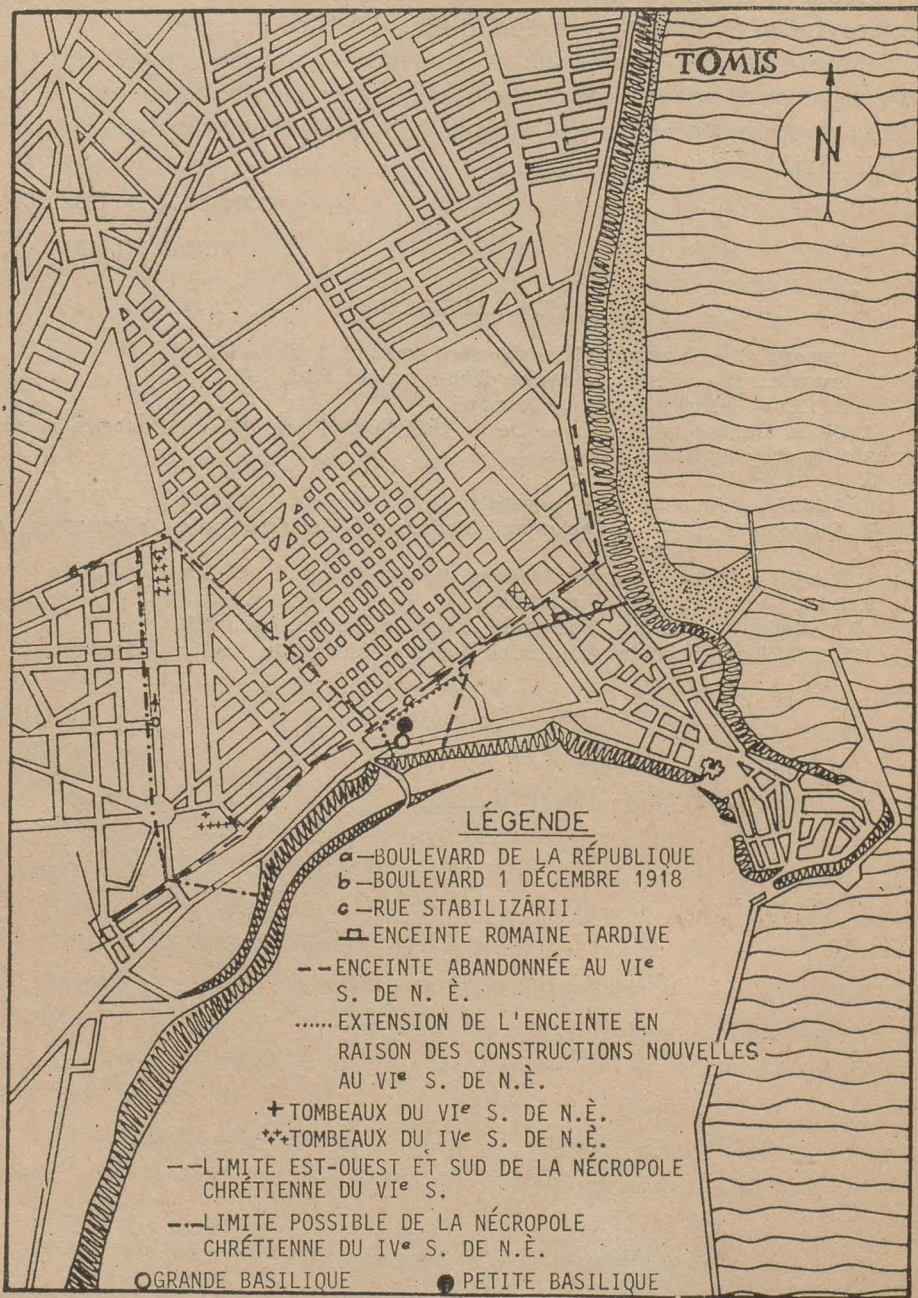 TOMIS
N
LÉGENDE
a—BOULEVARD DE LA RÉPUBLIQUE
b—BOULEVARD 1 DÉCEMBRE 1918
c—RUE STABILIZĂRII
ENCEINTE ROMAINE TARDIVE
ENCEINTE ABANDONNÉE AU VIe
S. DE N. È.
EXTENSION DE L'ENCEINTE EN
RAISON DES CONSTRUCTIONS NOUVELLES
AU VIe S. DE N.È.
TOMBEAUX DU VIe S. DE N.È.
TOMBEAUX DU IVe S. DE N.È.
LIMITE EST-OUEST ET SUD DE LA NÉCROPOLE
CHRÉTIENNE DU VIe S.
LIMITE POSSIBLE DE LA NÉCROPOLE
CHRÉTIENNE DU IVe S. DE N.È.
GRANDE BASILIQUE PETITE BASILIQUE